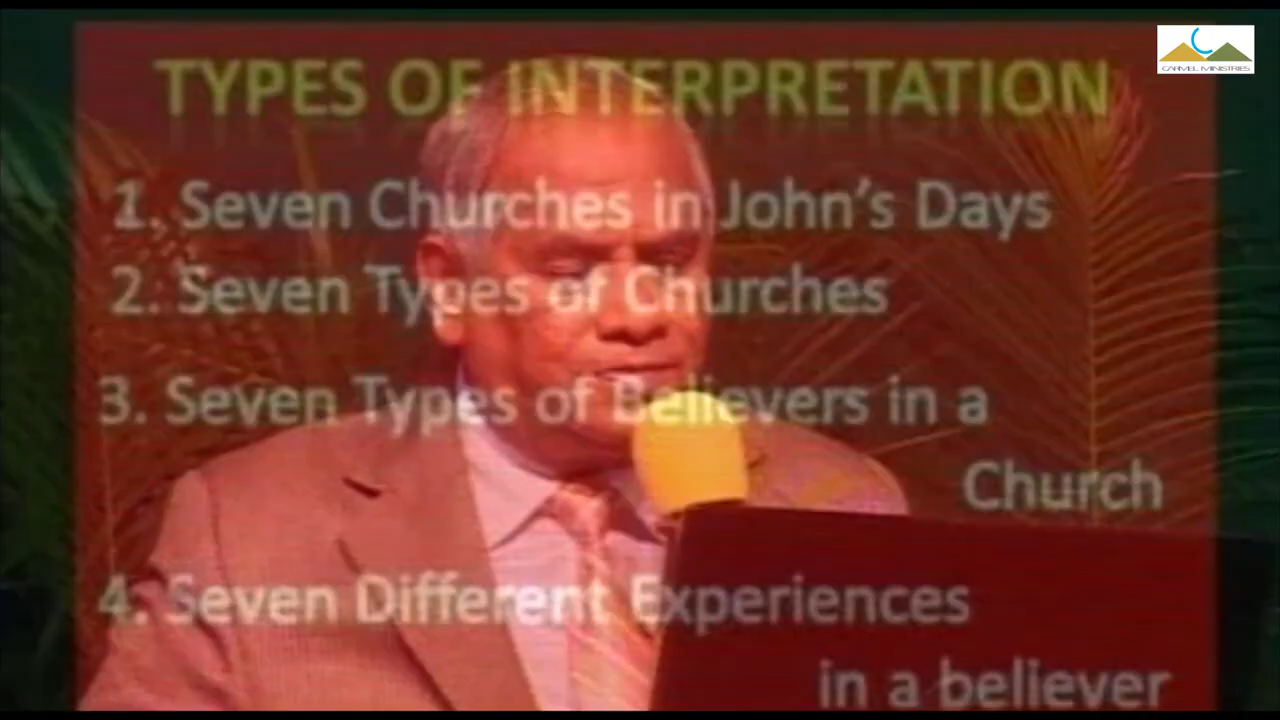 CARMEL MINISTRIES
TYPES OF INTERPRETATION
1. Seven Churches in John's Days
2. Seven Types of Churches
3. Seven Types of Believers in a
Church
4. Seven Different Experiences
in a believer